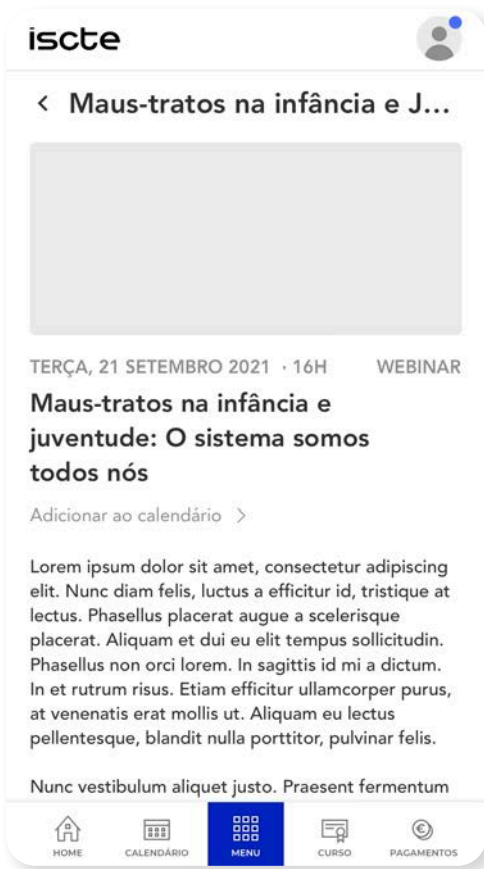 iscte
< Maus-tratos na infância e J...
TERÇA, 21 SETEMBRO 2021 · 16H WEBINAR
Maus-tratos na infância e
juventude: O sistema somos
todos nós
Adicionar ao calendário >
Lorem ipsum dolor sit amet, consectetur adipiscing
elit. Nunc diam felis, luctus a efficitur id, tristique at
lectus. Phasellus placerat augue a scelerisque
placerat. Aliquam et dui eu elit tempus sollicitudin.
Phasellus non orci lorem. In sagittis id mi a dictum.
In et rutrum risus. Etiam efficitur ullamcorper purus,
at venenatis erat mollis ut. Aliquam eu lectus
pellentesque, blandit nulla porttitor, pulvinar felis.
Nunc vestibulum aliquet justo. Praesent fermentum
HOME CALENDÁRIO MENU CURSO PAGAMENTOS